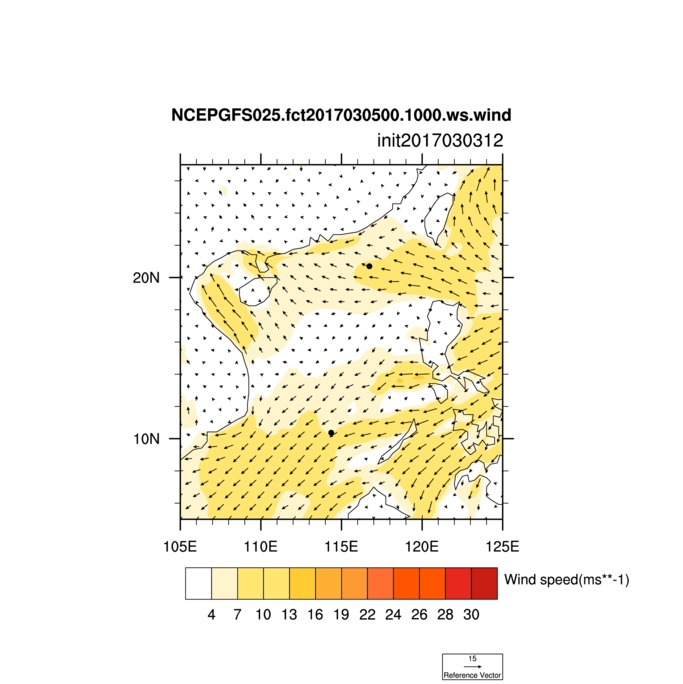 NCEPGFS025.fct2017030500.1000.ws.wind
init2017030312
20N
10N
105E 110E 115E 120E 125E
Wind speed(ms**-1)
4 7 10 13 16 19 22 24 26 28 30
15
Reference Vector